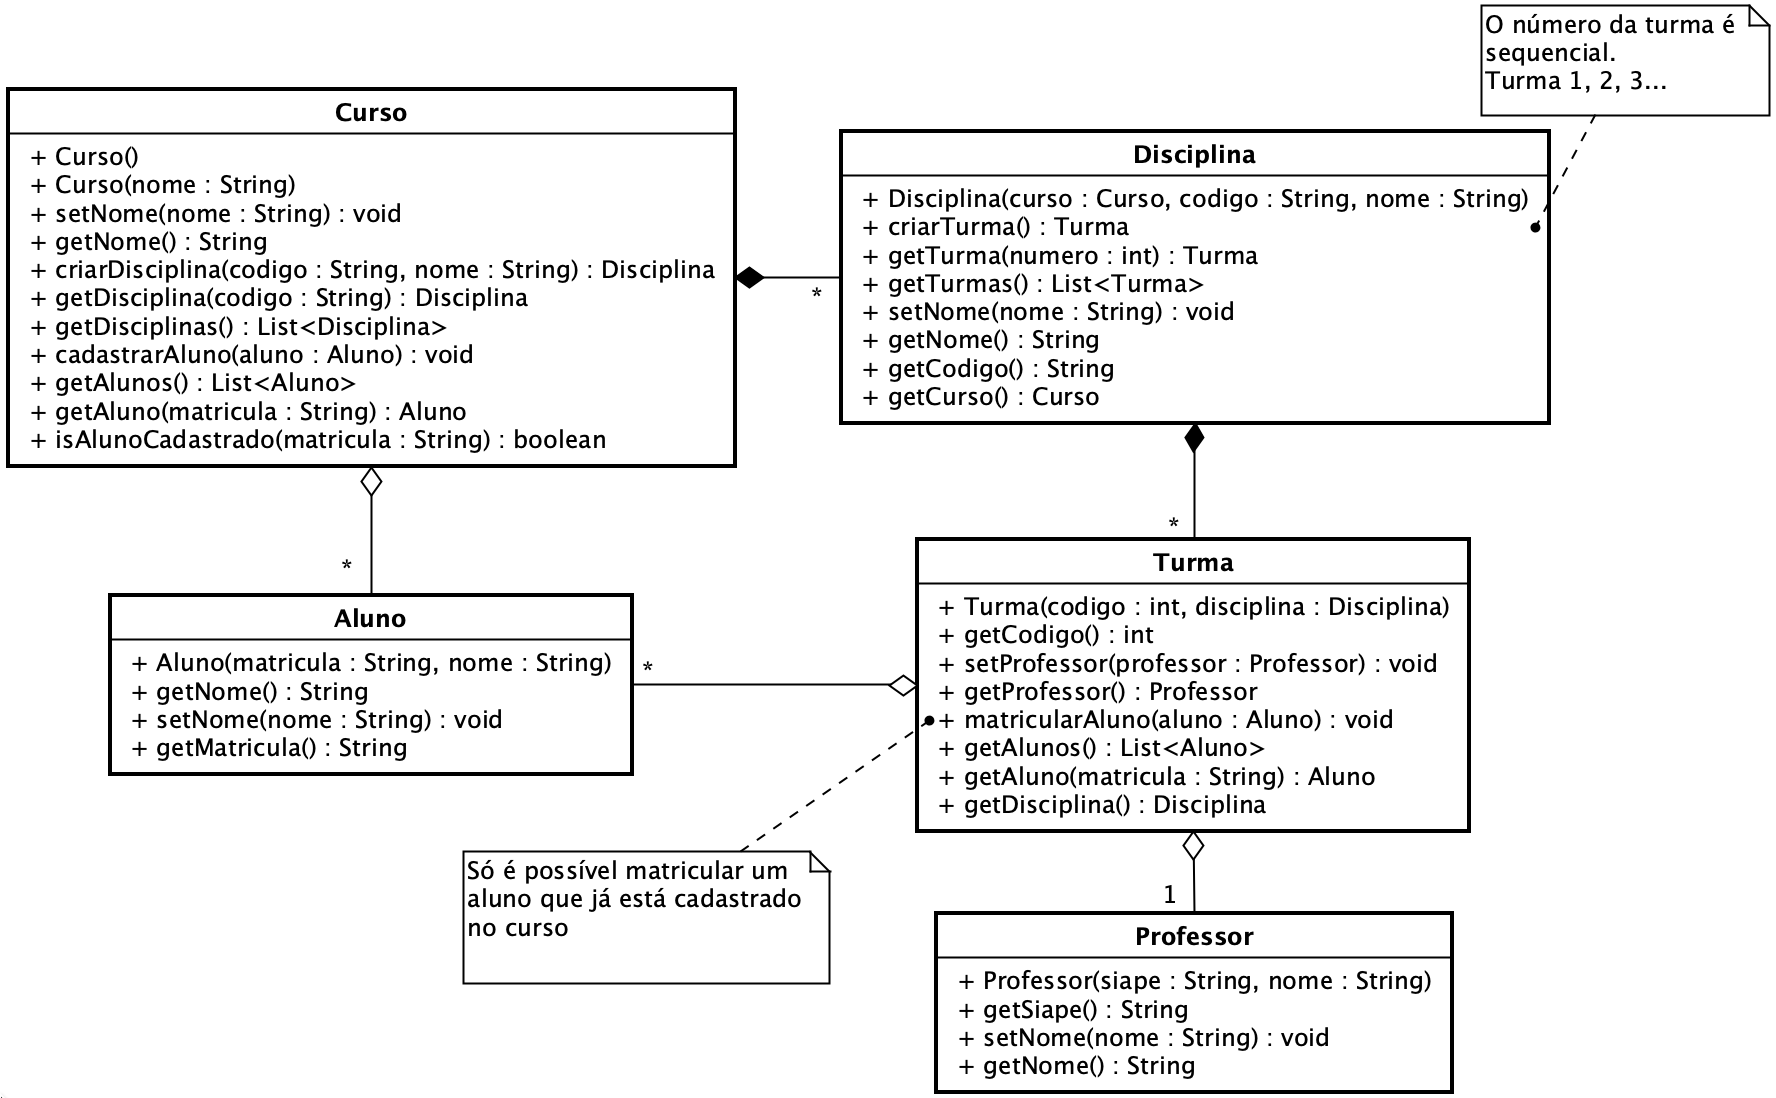 O número da turma é
sequencial.
Turma 1, 2, 3...
Curso
+ Curso()
+ Curso(nome : String)
+ setNome(nome : String) : void
+ getNome() : String
+ criarDisciplina(codigo : String, nome : String) : Disciplina
+ getDisciplina(codigo : String) : Disciplina
+ getDisciplinas() : List<Disciplina>
+ cadastrarAluno(aluno : Aluno) : void
+ getAlunos() : List<Aluno>
+ getAluno(matricula : String) : Aluno
+ isAlunoCadastrado(matricula : String) : boolean
*
Disciplina
+ Disciplina(curso : Curso, codigo : String, nome : String)
+ criarTurma() : Turma
+ getTurma(numero : int) : Turma
+ getTurmas() : List<Turma>
+ setNome(nome : String) : void
+ getNome() : String
+ getCodigo() : String
+ getCurso() : Curso
*
*
Aluno
+ Aluno(matricula : String, nome : String)
+ getNome() : String
+ setNome(nome : String) : void
+ getMatricula() : String
*
Turma
+ Turma(codigo : int, disciplina : Disciplina)
+ getCodigo() : int
+ setProfessor(professor : Professor) : void
+ getProfessor() : Professor
+ matricularAluno(aluno : Aluno) : void
+ getAlunos() : List<Aluno>
+ getAluno(matricula : String) : Aluno
+ getDisciplina() : Disciplina
Só é possível matricular um
aluno que já está cadastrado
no curso
1
Professor
+ Professor(siape : String, nome : String)
+ getSiape() : String
+ setNome(nome : String) : void
+ getNome() : String